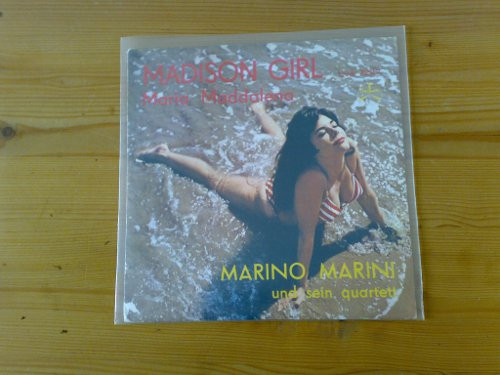 MADISON GIRL
Maria Maddalena
MARINO MARINI
und sein quartett